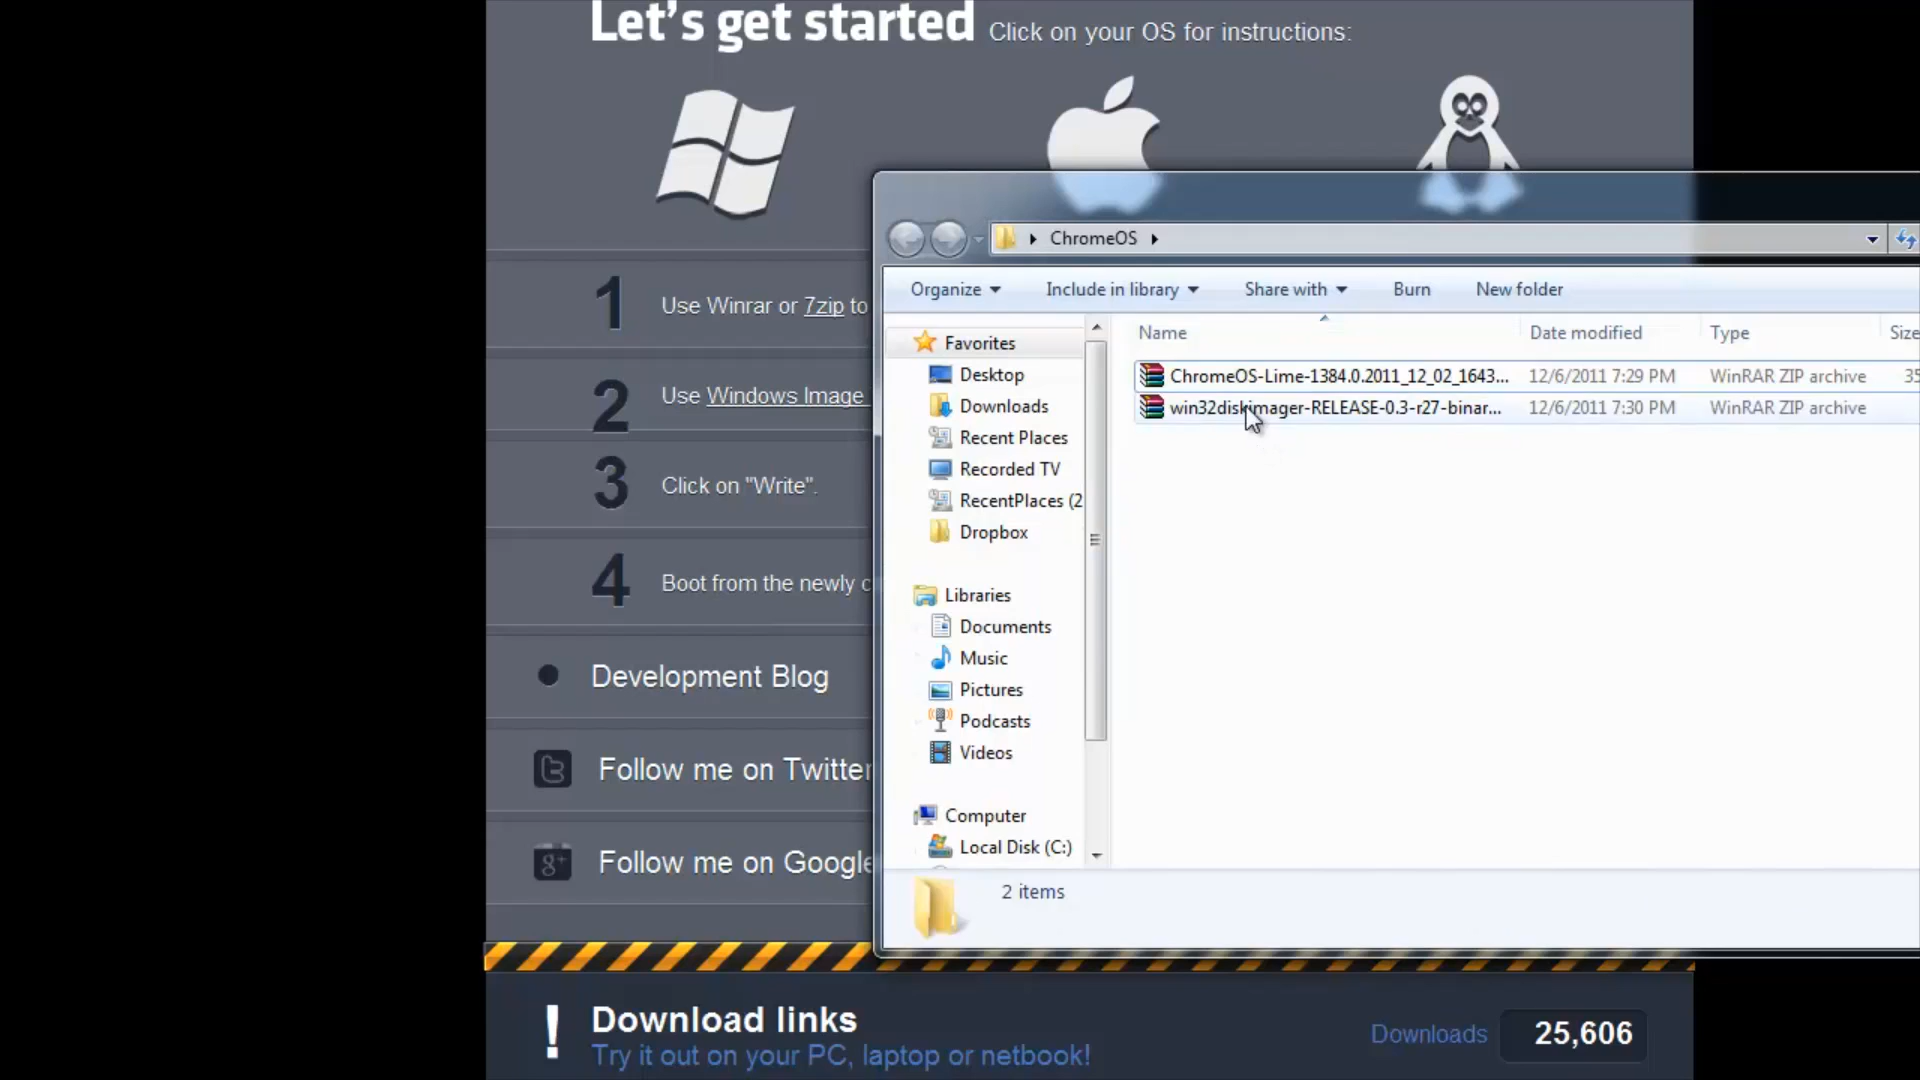 Let's get started Click on your OS for instructions:
ChromeOS
Organize Include in library Share with Burn New folder
Name Date modified Type Size
1 Use Winrar or 7zip to
2 Use Windows Image
3 Click on "Write".
4 Boot from the newly c
Development Blog
Follow me on Twitter
Follow me on Google
Favorites
Desktop
Downloads
Recent Places
Recorded TV
RecentPlaces (2
Dropbox
Libraries
Documents
Music
Pictures
Podcasts
Videos
Computer
Local Disk (C:)
ChromeOS-Lime-1384.0.2011_12_02_1643... 12/6/2011 7:29 PM WinRAR ZIP archive 35
win32diskimager-RELEASE-0.3-r27-binar... 12/6/2011 7:30 PM WinRAR ZIP archive
2 items
! Download links
Try it out on your PC, laptop or netbook!
Downloads 25,606